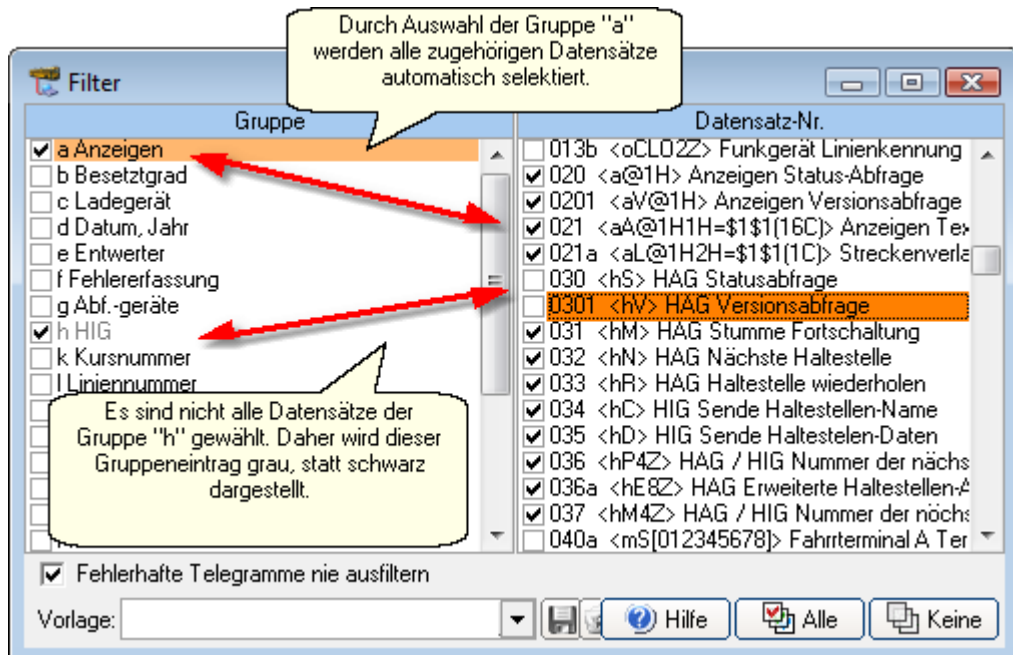 Durch Auswahl der Gruppe "a"
werden alle zugehörigen Datensätze
automatisch selektiert.
Filter
Gruppe
Datensatz-Nr.
a Anzeigen
b Besetztgrad
c Ladegerät
d Datum, Jahr
e Entwerter
f Fehlererfassung
g Abf.-geräte
h HIG
k Kursnummer
l Liniennummer
Es sind nicht alle Datensätze der
Gruppe "h" gewählt. Daher wird dieser
Gruppeneintrag grau, statt schwarz
dargestellt.
013b <oCL02Z> Funkgerät Linienkennung
020 <a@1H> Anzeigen Status-Abfrage
0201 <aV@1H> Anzeigen Versionsabfrage
021 <aA@1H1H=$1$1(16C)> Anzeigen Tex
021a <aL@1H2H=$1$1(1C)> Streckenverla
030 <hS> HAG Statusabfrage
0301 <hV> HAG Versionsabfrage
031 <hM> HAG Stumme Fortschaltung
032 <hN> HAG Nächste Haltestelle
033 <hR> HAG Haltestelle wiederholen
034 <hC> HIG Sende Haltestellen-Name
035 <hD> HIG Sende Haltestelen-Daten
036 <hP4Z> HAG / HIG Nummer der nächs
036a <hE8Z> HAG Erweiterte Haltestellen-A
037 <hM4Z> HAG / HIG Nummer der nöchs
040a <mS[012345678]> Fahrrterminal A Ter
Fehlerhafte Telegramme nie ausfiltern
Vorlage:
Hilfe
Alle
Keine